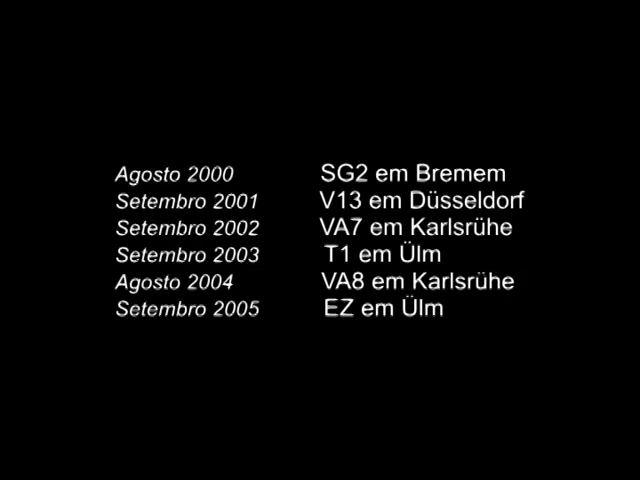 Agosto 2000 SG2 em Bremem
Setembro 2001 V13 em Düsseldorf
Setembro 2002 VA7 em Karlsrühe
Setembro 2003 T1 em Ülm
Agosto 2004 VA8 em Karlsrühe
Setembro 2005 EZ em Ülm